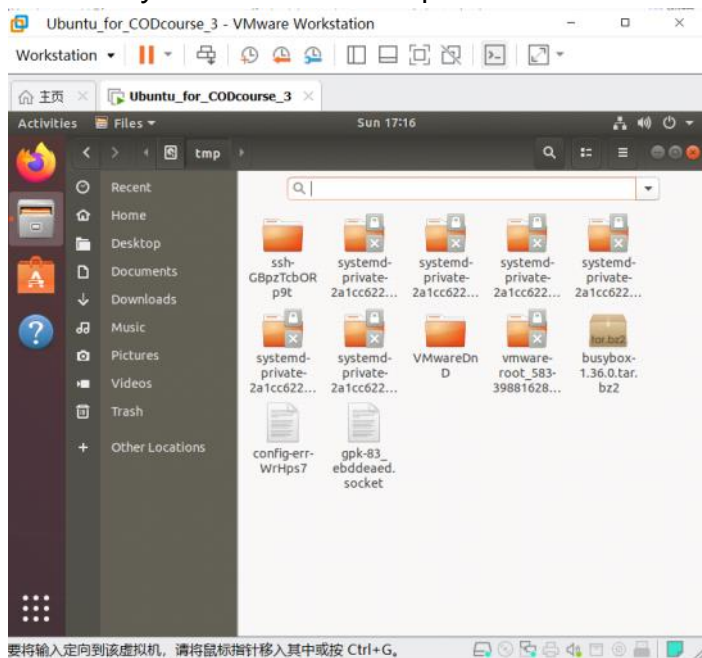 Ubuntu_for_CODcourse_3 - VMware Workstation
Workstation
主页
Ubuntu_for_CODcourse_3
Activities
Files
Sun 17:16
tmp
Recent
Home
Desktop
Documents
Downloads
Music
Pictures
Videos
Trash
Other Locations
ssh-
GBpzTcbOR
p9t
systemd-
private-
2a1cc622...
systemd-
private-
2a1cc622...
systemd-
private-
2a1cc622...
systemd-
private-
2a1cc622...
systemd-
private-
2a1cc622...
systemd-
private-
2a1cc622...
VMwareDn
D
vmware-
root_583-
39881628...
tar.bz2
busybox-
1.36.0.tar.
bz2
config-err-
WrHps7
gpk-83_
ebddeaed.
socket
要将输入定向到该虚拟机，请将鼠标指针移入其中或按 Ctrl+G。